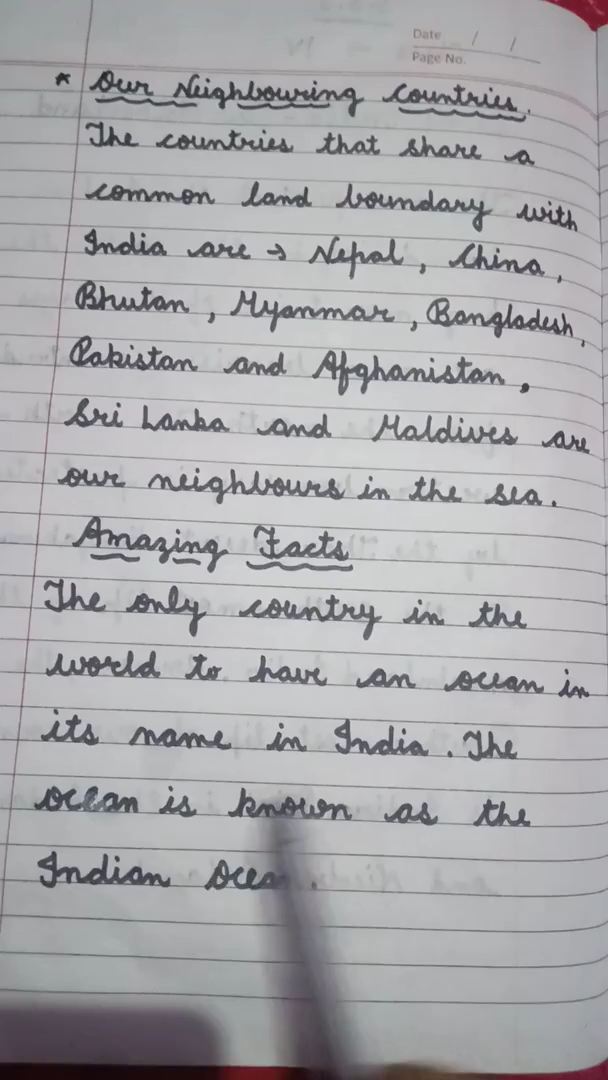 Date / /
Page No.
* Our Neighbouring Countries.
The countries that share a
common land boundary with
India are → Nepal, China,
Bhutan, Myanmar, Bangladesh,
Pakistan and Afghanistan,
Sri Lanka and Maldives are
our neighbours in the sea.
Amazing Facts
The only country in the
world to have an ocean in
its name in India. The
ocean is known as the
Indian Ocean.